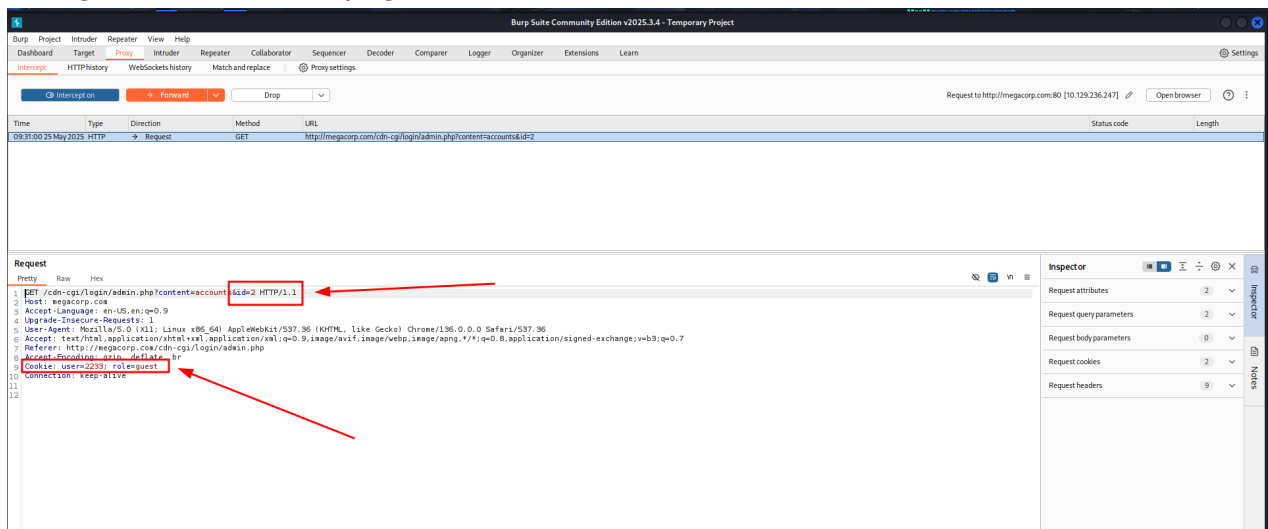 Burp Suite Community Edition v2025.3.4 - Temporary Project
Burp Project Intruder Repeater View Help
Dashboard Target Proxy Intruder Repeater Collaborator Sequencer Decoder Comparer Logger Organizer Extensions Learn Settings
Intercept HTTP history WebSockets history Match and replace Proxy settings
Intercept on → Forward Drop Request to http://megacorp.com:80 [10.129.236.247] Open browser
Time Type Direction Method URL Status code Length
09:31:00 25 May 2025 HTTP → Request GET http://megacorp.com/cdn-cgi/login/admin.php?content=accounts&id=2
Request
Pretty Raw Hex
\n
1 GET /cdn-cgi/login/admin.php?content=accounts&id=2 HTTP/1.1
2 Host: megacorp.com
3 Accept-Language: en-US,en;q=0.9
4 Upgrade-Insecure-Requests: 1
5 User-Agent: Mozilla/5.0 (X11; Linux x86_64) AppleWebKit/537.36 (KHTML, like Gecko) Chrome/136.0.0.0 Safari/537.36
6 Accept: text/html,application/xhtml+xml,application/xml;q=0.9,image/avif,image/webp,image/apng,*/*;q=0.8,application/signed-exchange;v=b3;q=0.7
7 Referer: http://megacorp.com/cdn-cgi/login/admin.php
8 Accept-Encoding: gzip, deflate, br
9 Cookie: user=2233; role=guest
10 Connection: keep-alive
11
12
Inspector
Request attributes 2
Request query parameters 2
Request body parameters 0
Request cookies 2
Request headers 9
Inspector
Notes